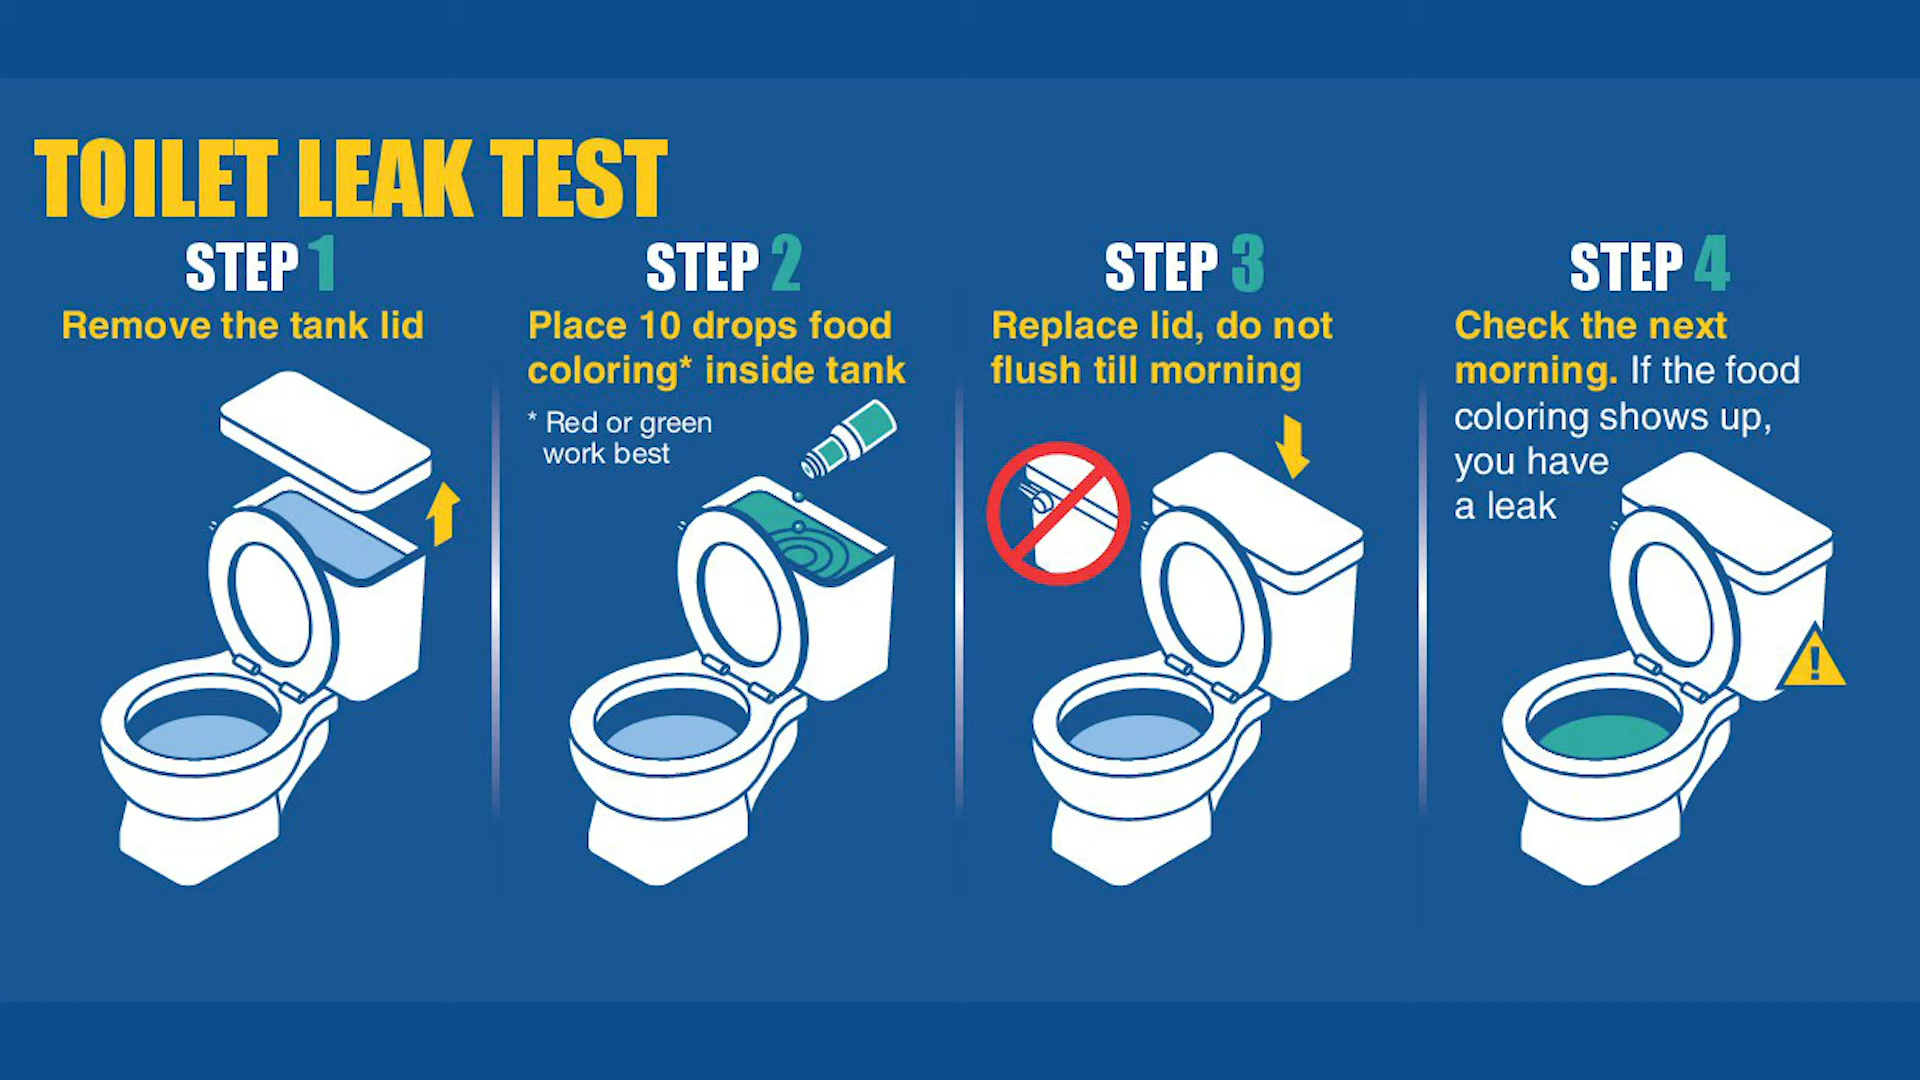 TOILET LEAK TEST
STEP 1
Remove the tank lid
STEP 2
Place 10 drops food
coloring* inside tank
* Red or green
work best
STEP 3
Replace lid, do not
flush till morning
STEP 4
Check the next
morning. If the food
coloring shows up,
you have
a leak
!